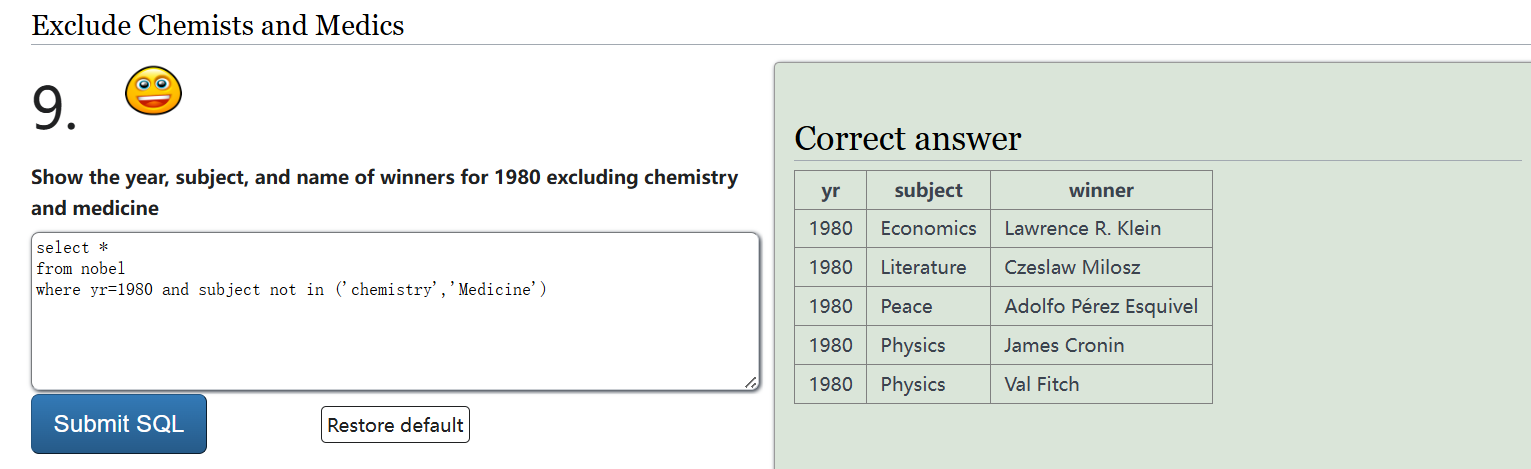 Exclude Chemists and Medics
9.
Show the year, subject, and name of winners for 1980 excluding chemistry
and medicine
select *
from nobel
where yr=1980 and subject not in ('chemistry','Medicine')
Submit SQL
Restore default
Correct answer
yr subject winner
1980 Economics Lawrence R. Klein
1980 Literature Czeslaw Milosz
1980 Peace Adolfo Pérez Esquivel
1980 Physics James Cronin
1980 Physics Val Fitch